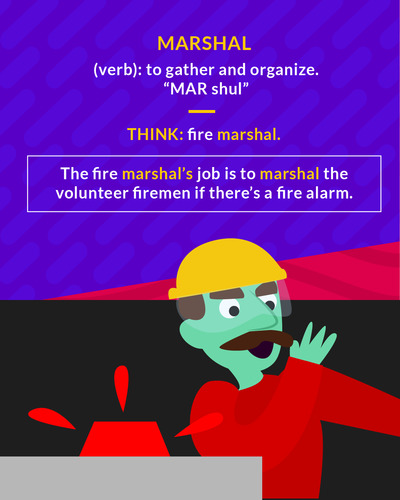 MARSHAL
(verb): to gather and organize.
“MAR shul”
THINK: fire marshal.
The fire marshal’s job is to marshal the
volunteer firemen if there’s a fire alarm.